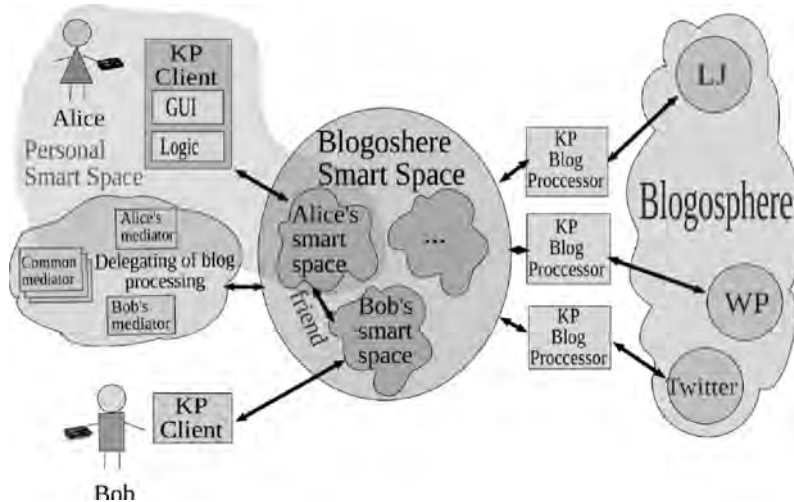 Alice
Personal
Smart Space
KP
Client
GUI
Logic
Alice's
mediator
Common
mediator
Delegating of blog
processing
Bob's
mediator
Bob
KP
Client
Blogoshere
Smart Space
Alice's
smart
space
...
friend
Bob's
smart
space
KP
Blog
Proccessor
KP
Blog
Proccessor
KP
Blog
Proccessor
LJ
Blogosphere
WP
Twitter